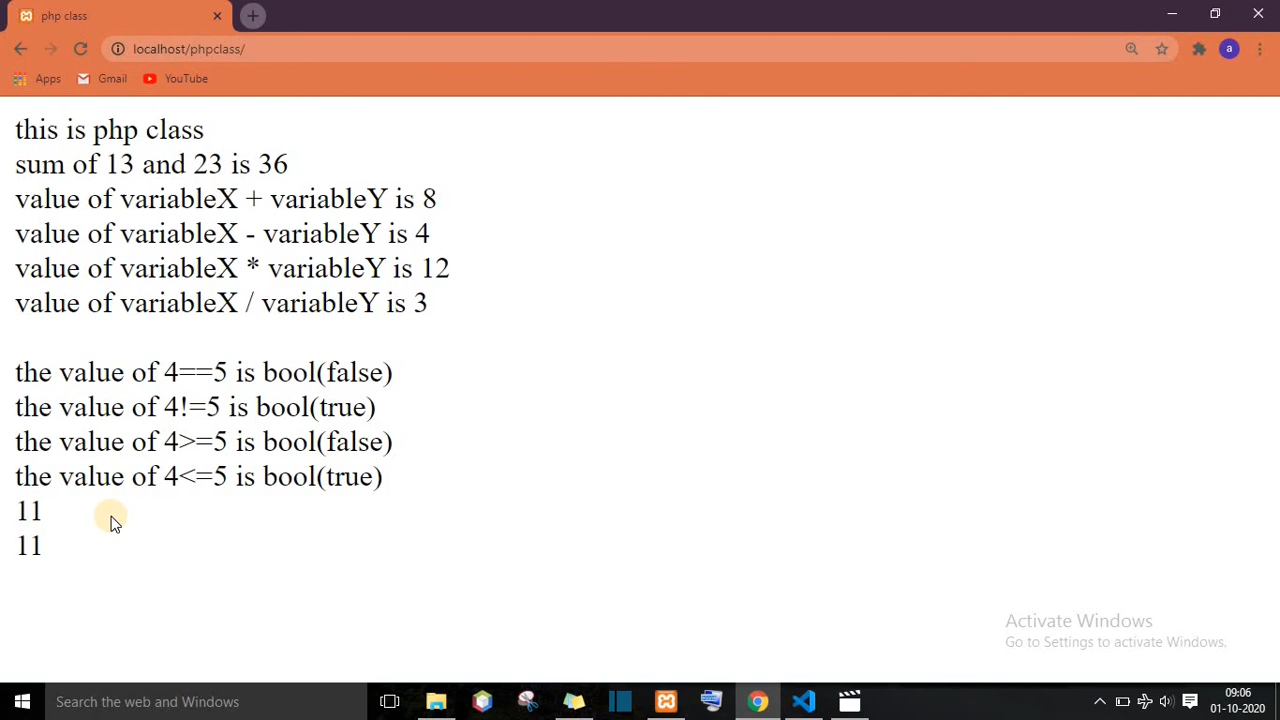 php class
localhost/phpclass/
a
Apps
Gmail
YouTube
this is php class
sum of 13 and 23 is 36
value of variableX + variableY is 8
value of variableX - variableY is 4
value of variableX * variableY is 12
value of variableX / variableY is 3
the value of 4==5 is bool(false)
the value of 4!=5 is bool(true)
the value of 4>=5 is bool(false)
the value of 4<=5 is bool(true)
11
11
Activate Windows
Go to Settings to activate Windows.
Search the web and Windows
09:06
01-10-2020